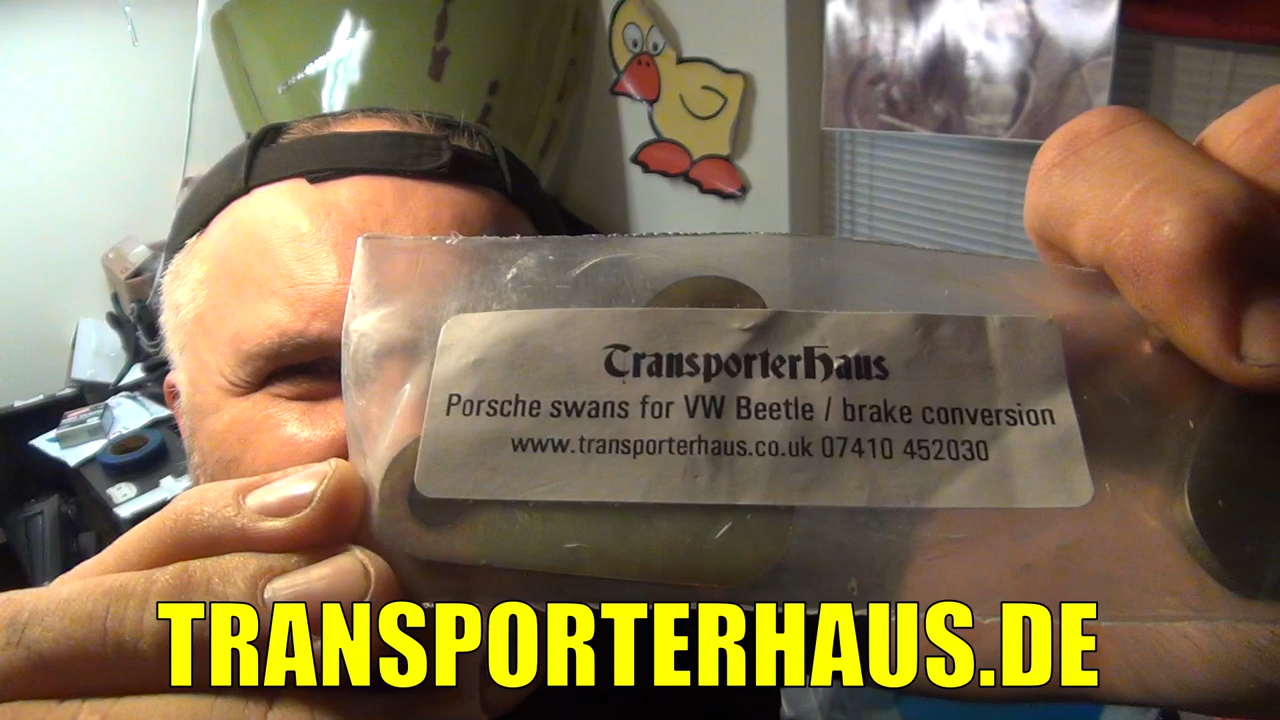 TransporterHaus
Porsche swans for VW Beetle / brake conversion
www.transporterhaus.co.uk 07410 452030
TRANSPORTERHAUS.DE